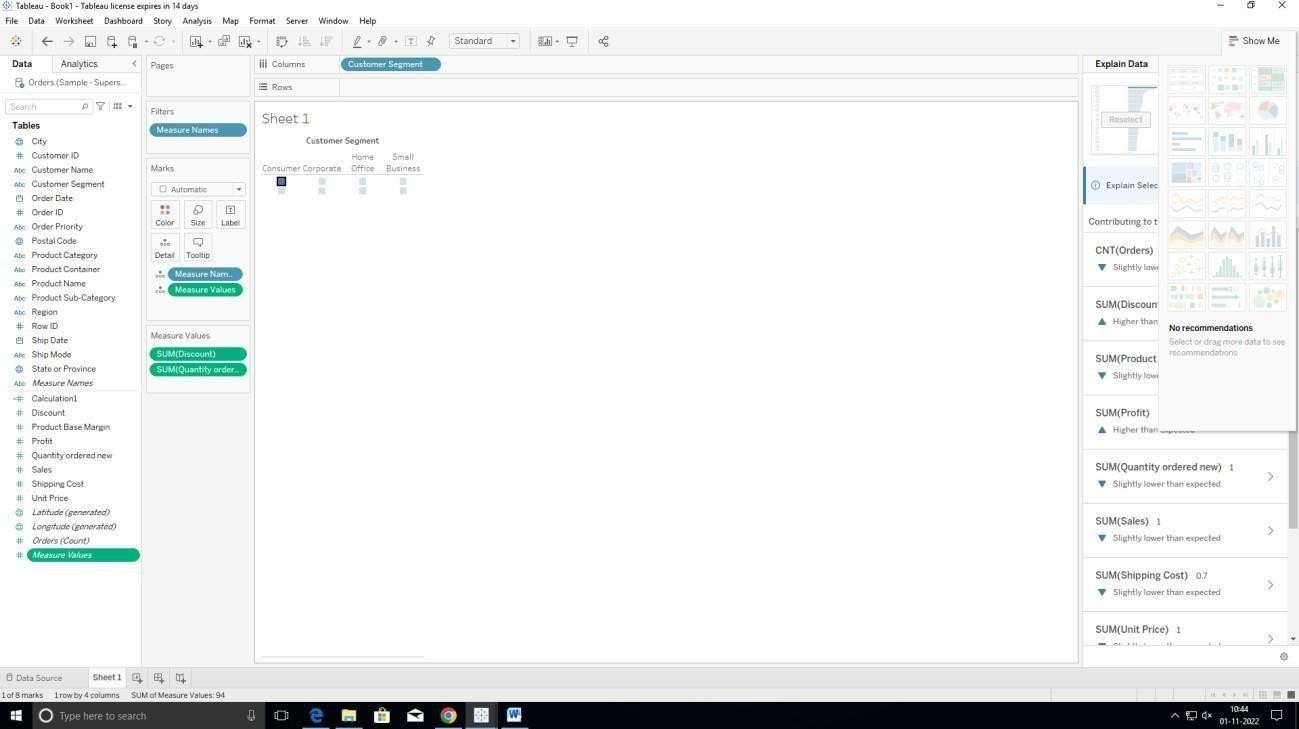 Tableau - Book1 - Tableau license expires in 14 days
File Data Worksheet Dashboard Story Analysis Map Format Server Window Help
Standard
Show Me
Data Analytics
Orders (Sample - Supers...
Search
Tables
City
Customer ID
Abc Customer Name
Abc Customer Segment
Order Date
Order ID
Abc Order Priority
Postal Code
Abc Product Category
Abc Product Container
Abc Product Name
Abc Product Sub-Category
Region
Row ID
Ship Date
Abc Ship Mode
State or Province
Abc Measure Names
Calculation1
Discount
Product Base Margin
Profit
Quantity ordered new
Sales
Shipping Cost
Unit Price
Latitude (generated)
Longitude (generated)
Orders (Count)
Measure Values
Pages
Filters
Measure Names
Marks
Automatic
Color Size Label
Detail Tooltip
Measure Nam..
Measure Values
Measure Values
SUM(Discount)
SUM(Quantity order..
Columns Customer Segment
Rows
Sheet 1
Customer Segment
Consumer Corporate Home Office Small Business
Explain Data
Reselect
Explain Selec
Contributing to t
CNT(Orders)
Slightly lowe
SUM(Discoun
Higher than
SUM(Product
Slightly lowe
SUM(Profit)
Higher than expected
SUM(Quantity ordered new) 1
Slightly lower than expected
SUM(Sales) 1
Slightly lower than expected
SUM(Shipping Cost) 0.7
Slightly lower than expected
SUM(Unit Price) 1
No recommendations
Select or drag more data to see
recommendations
Data Source Sheet 1
1 of 8 marks 1 row by 4 columns SUM of Measure Values: 94
Type here to search
10:44
01-11-2022